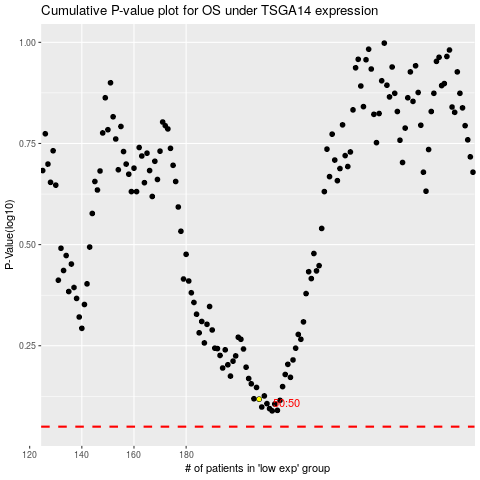 Cumulative P-value plot for OS under TSGA14 expression
P-Value(log10)
1.00
0.75
0.50
0.25
50:50
120 140 160 180
# of patients in 'low exp' group